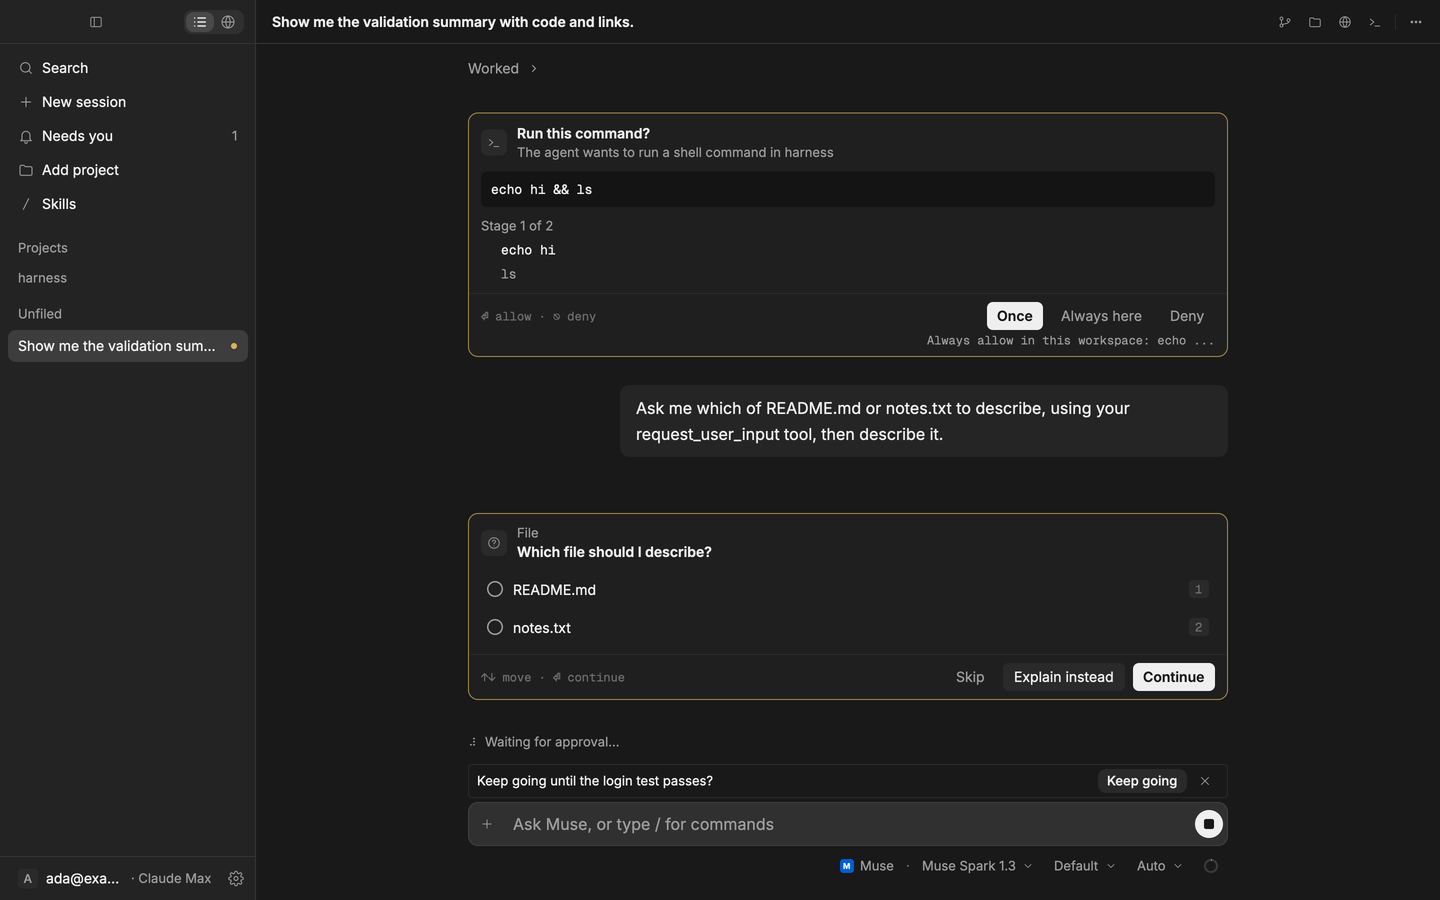 Search
New session
Needs you 1
Add project
/ Skills
Projects
harness
Unfiled
Show me the validation sum...
A ada@exa... · Claude Max
Show me the validation summary with code and links.
Worked
Run this command?
The agent wants to run a shell command in harness
echo hi && ls
Stage 1 of 2
echo hi
ls
allow · deny
Once Always here Deny
Always allow in this workspace: echo ...
Ask me which of README.md or notes.txt to describe, using your
request_user_input tool, then describe it.
File
Which file should I describe?
README.md 1
notes.txt 2
move · continue
Skip Explain instead Continue
Waiting for approval...
Keep going until the login test passes? Keep going
Ask Muse, or type / for commands
M Muse · Muse Spark 1.3 Default Auto